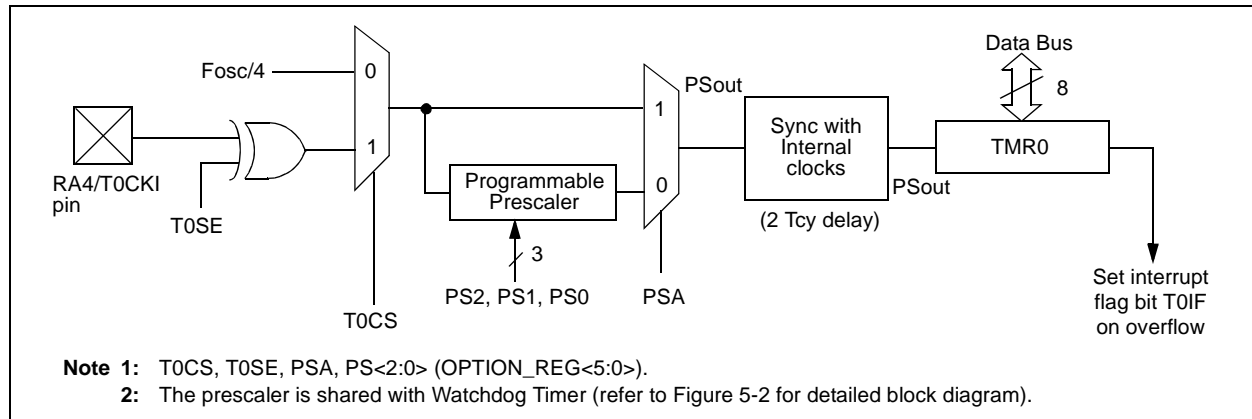 Data Bus
8
Fosc/4
0
1
RA4/T0CKI
pin
T0SE
T0CS
Programmable
Prescaler
3
PS2, PS1, PS0
1
0
PSA
PSout
Sync with
Internal
clocks
(2 Tcy delay)
PSout
TMR0
Set interrupt
flag bit T0IF
on overflow
Note 1: T0CS, T0SE, PSA, PS<2:0> (OPTION_REG<5:0>).
2: The prescaler is shared with Watchdog Timer (refer to Figure 5-2 for detailed block diagram).